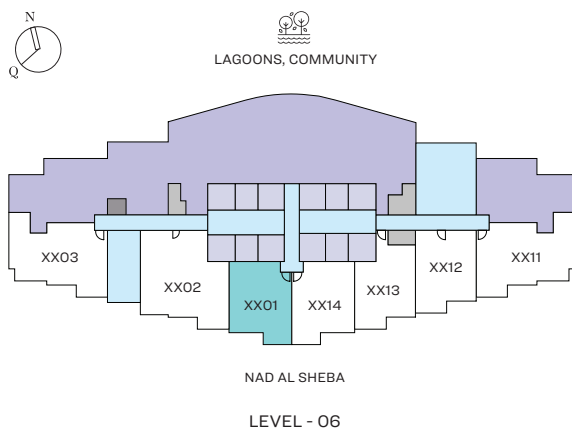 N
Q
LAGOONS, COMMUNITY
XX03
XX02
XX01
XX14
XX13
XX12
XX11
NAD AL SHEBA
LEVEL - 06